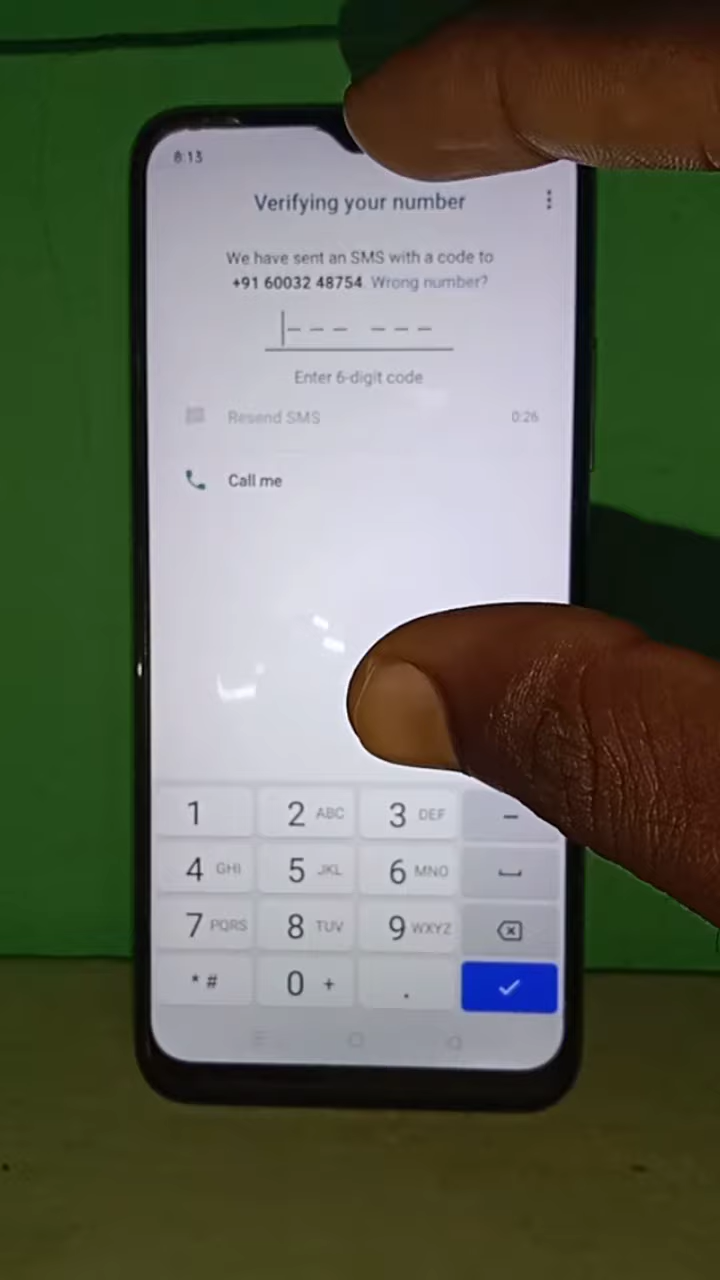 8:13
Verifying your number
We have sent an SMS with a code to
+91 60032 48754. Wrong number?
Enter 6-digit code
Resend SMS 0:26
Call me
1 2 ABC 3 DEF –
4 GHI 5 JKL 6 MNO
7 PQRS 8 TUV 9 WXYZ
* # 0 + .